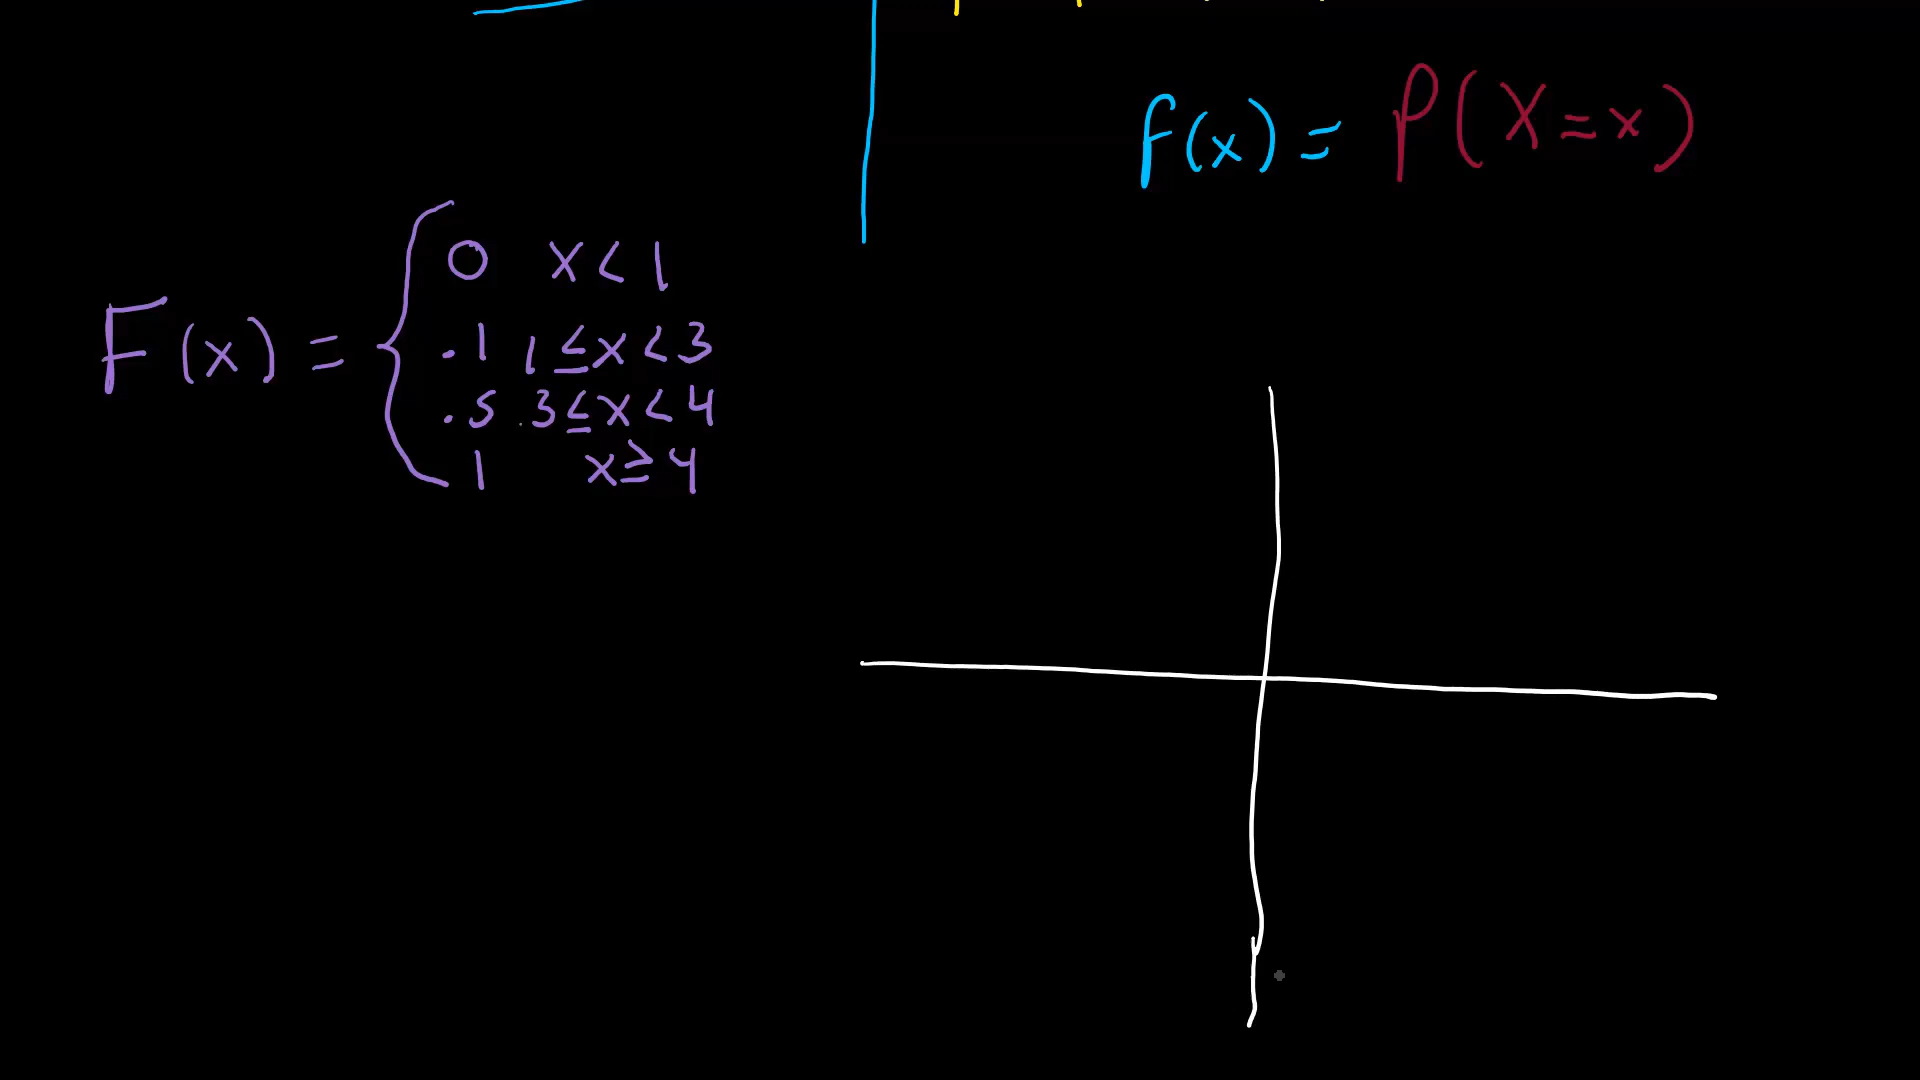 f(x) = P(X=x)
F(x) = {
0 x < 1
.1 1 ≤ x < 3
.5 3 ≤ x < 4
1 x ≥ 4